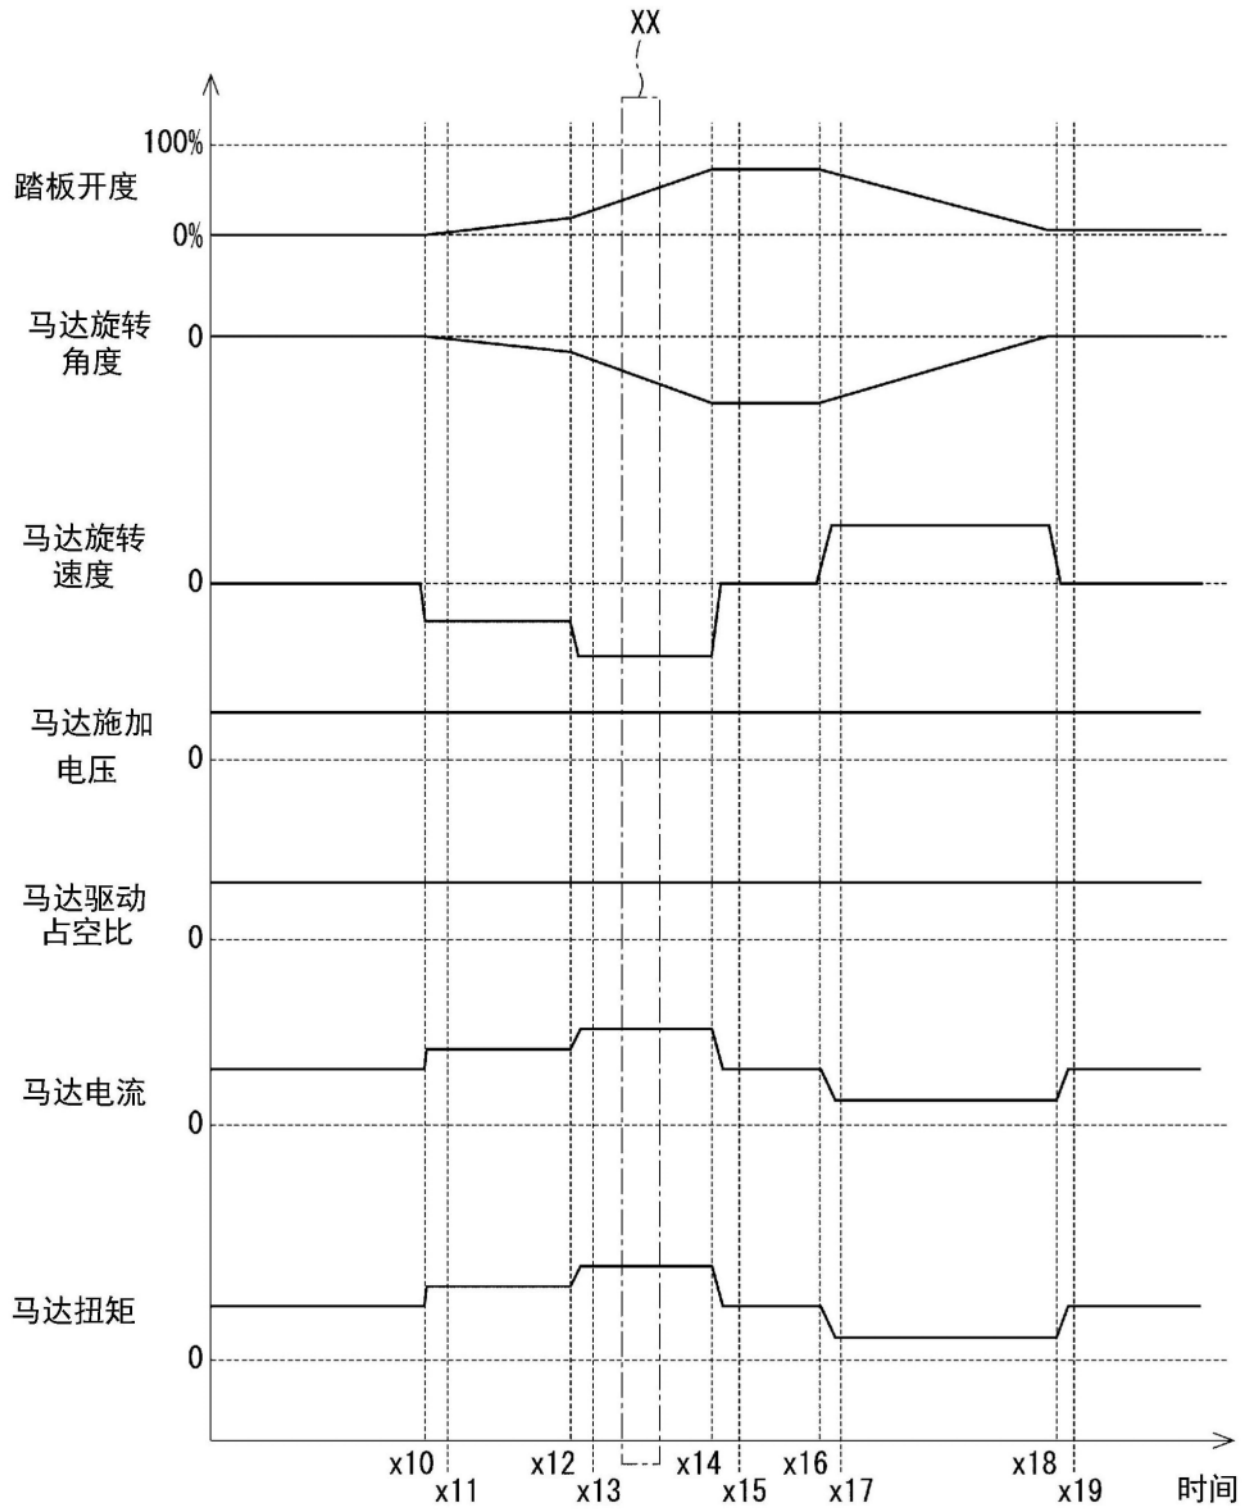 XX
100%
踏板开度
0%
马达旋转
角度
0
马达旋转
速度
0
马达施加
电压
0
马达驱动
占空比
0
马达电流
0
马达扭矩
0
x10
x11
x12
x13
x14
x15
x16
x17
x18
x19
时间